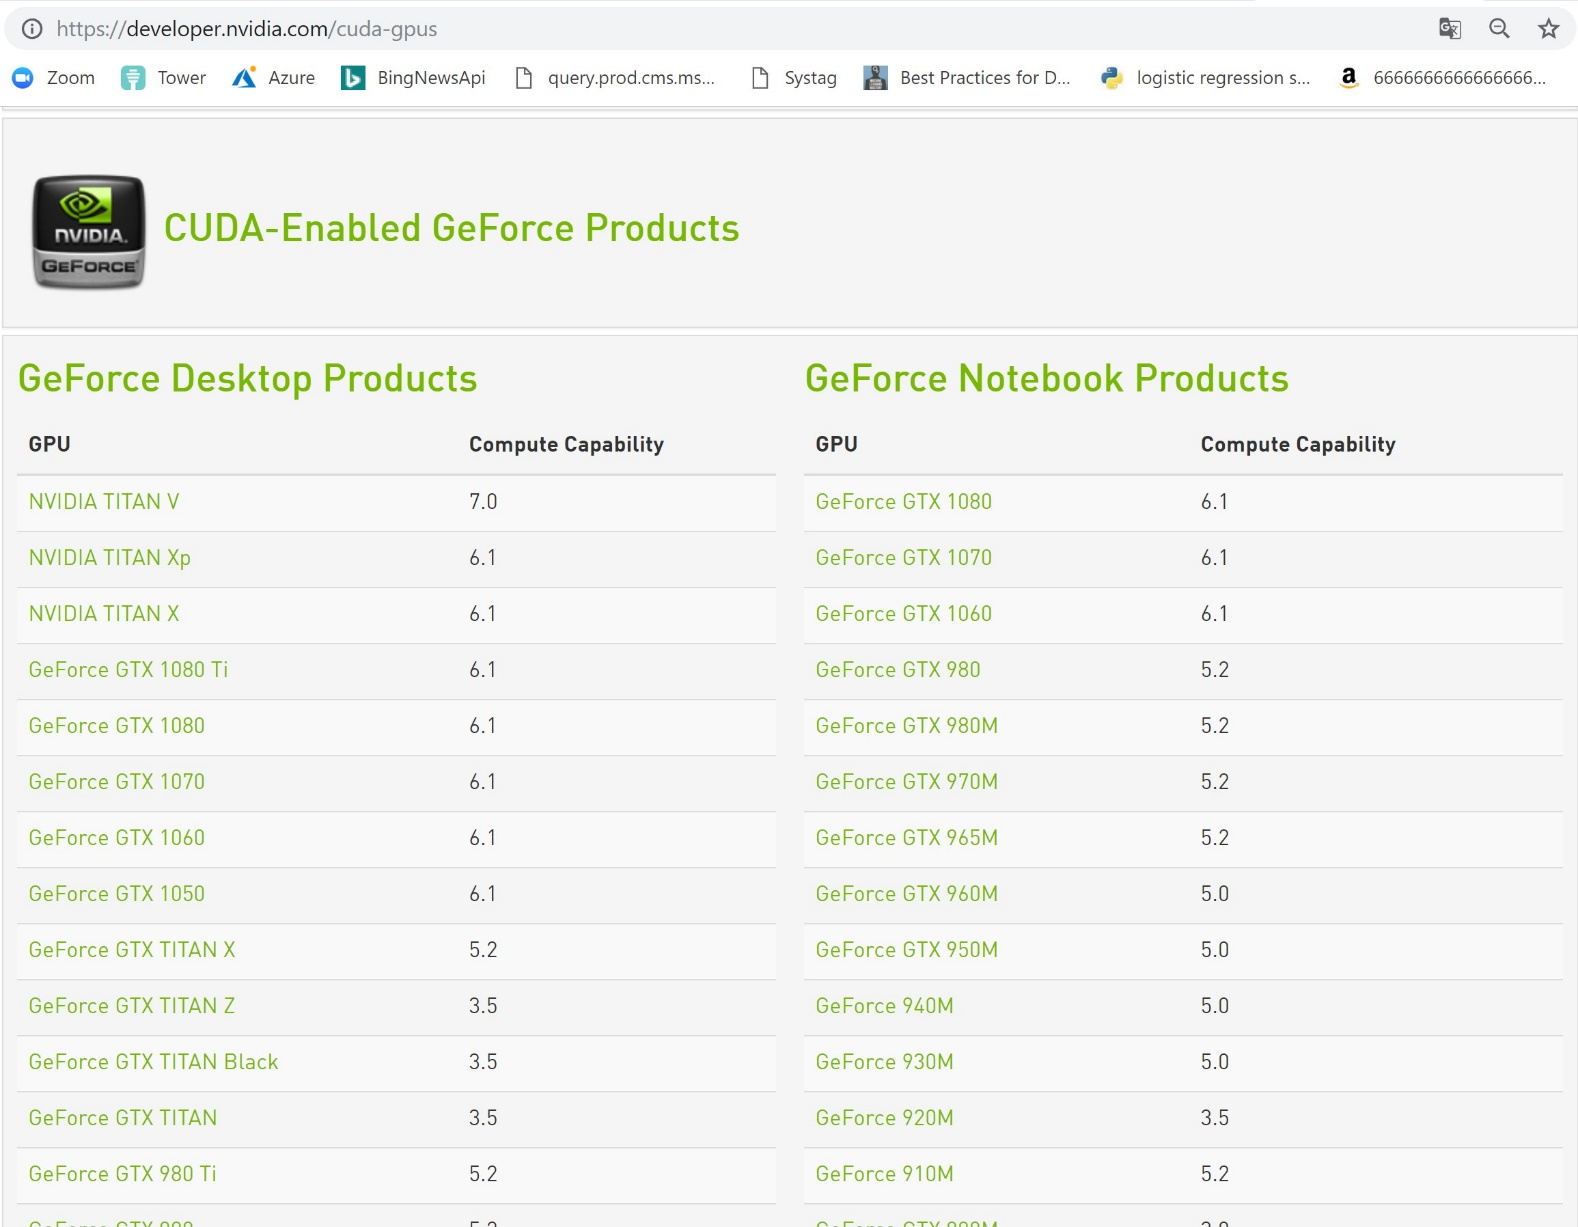 https://developer.nvidia.com/cuda-gpus
Zoom Tower Azure BingNewsApi query.prod.cms.ms... Systag Best Practices for D... logistic regression s... 6666666666666666...
NVIDIA.
GEFORCE
CUDA-Enabled GeForce Products
GeForce Desktop Products
GPU Compute Capability
NVIDIA TITAN V 7.0
NVIDIA TITAN Xp 6.1
NVIDIA TITAN X 6.1
GeForce GTX 1080 Ti 6.1
GeForce GTX 1080 6.1
GeForce GTX 1070 6.1
GeForce GTX 1060 6.1
GeForce GTX 1050 6.1
GeForce GTX TITAN X 5.2
GeForce GTX TITAN Z 3.5
GeForce GTX TITAN Black 3.5
GeForce GTX TITAN 3.5
GeForce GTX 980 Ti 5.2
GeForce Notebook Products
GPU Compute Capability
GeForce GTX 1080 6.1
GeForce GTX 1070 6.1
GeForce GTX 1060 6.1
GeForce GTX 980 5.2
GeForce GTX 980M 5.2
GeForce GTX 970M 5.2
GeForce GTX 965M 5.2
GeForce GTX 960M 5.0
GeForce GTX 950M 5.0
GeForce 940M 5.0
GeForce 930M 5.0
GeForce 920M 3.5
GeForce 910M 5.2